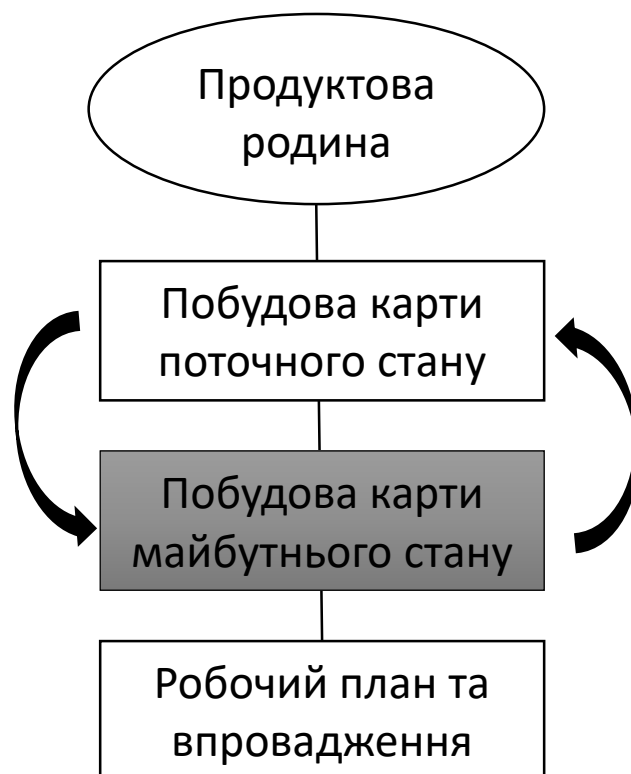 Продуктова
родина
Побудова карти
поточного стану
Побудова карти
майбутнього стану
Робочий план та
впровадження